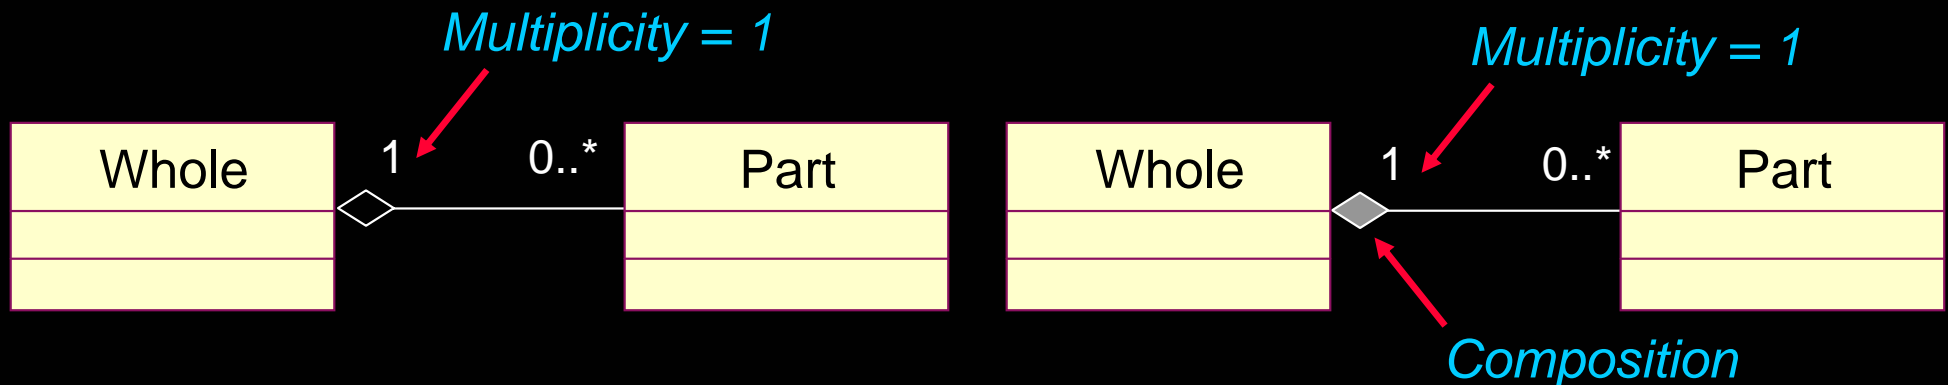 Multiplicity = 1
Whole
1
0..*
Part
Multiplicity = 1
Whole
1
0..*
Part
Composition